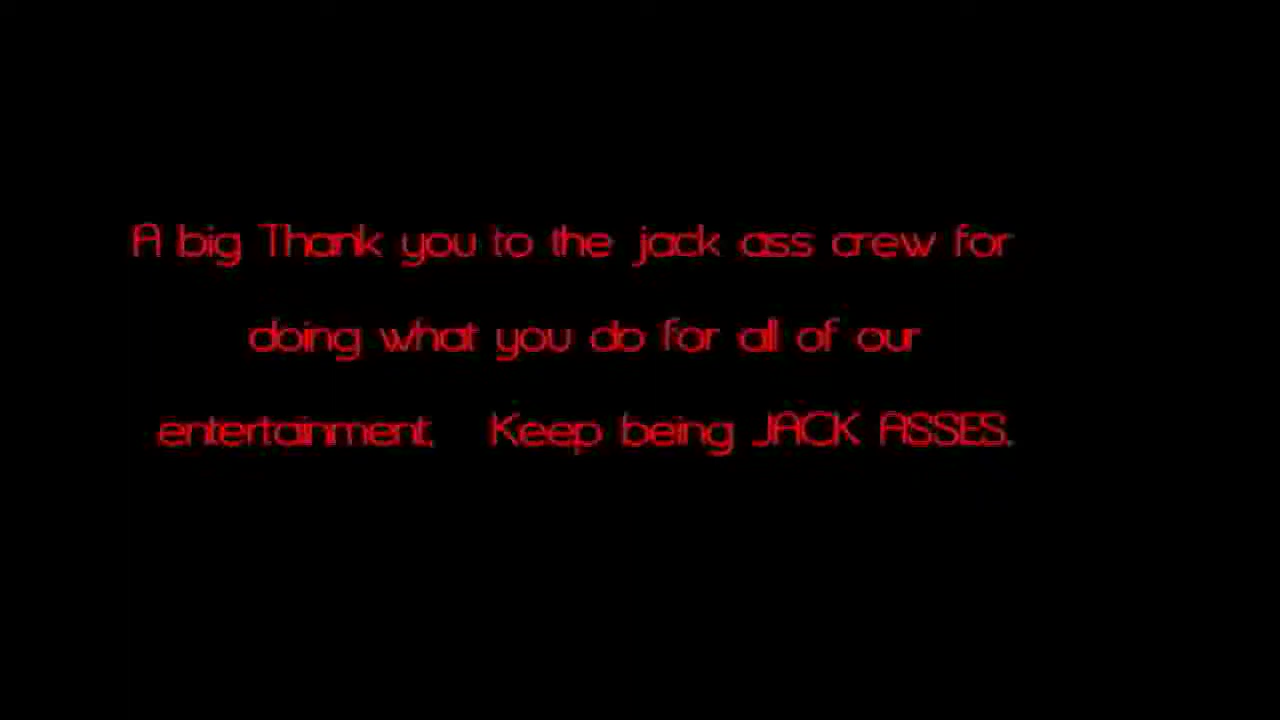 A big Thank you to the jack ass crew for
doing what you do for all of our
entertainment. Keep being JACK ASSES.